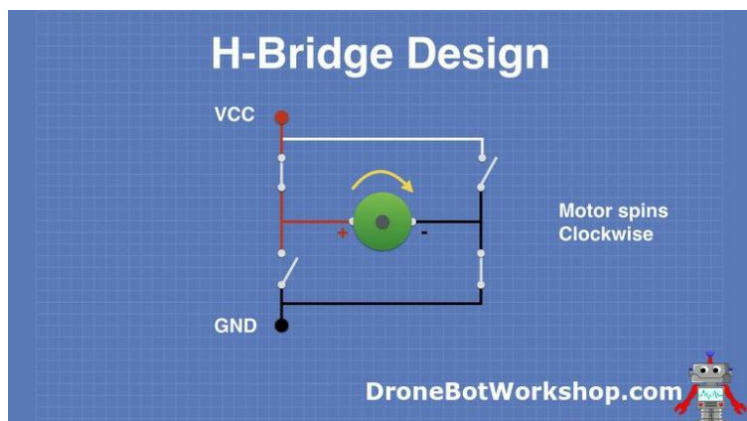 H-Bridge Design
VCC
+
-
Motor spins
Clockwise
GND
DroneBotWorkshop.com